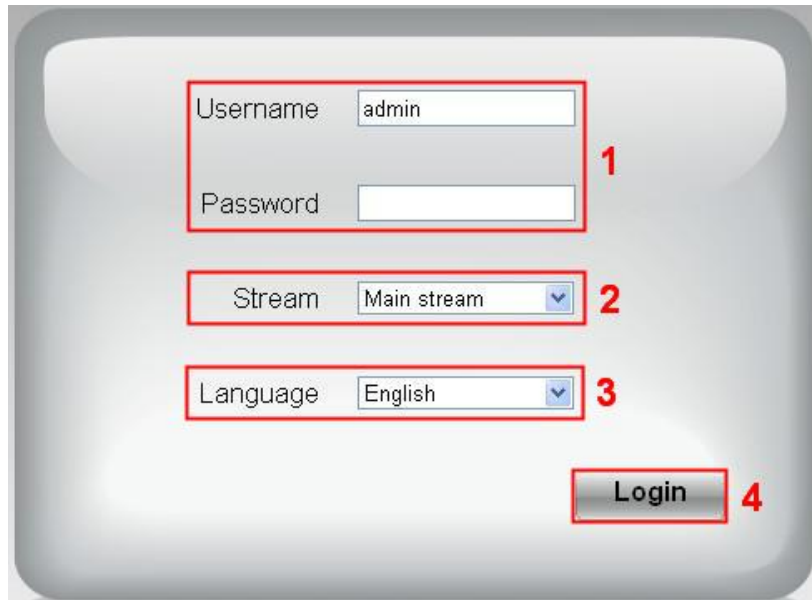 Username admin
1
Password
Stream Main stream 2
Language English 3
Login 4